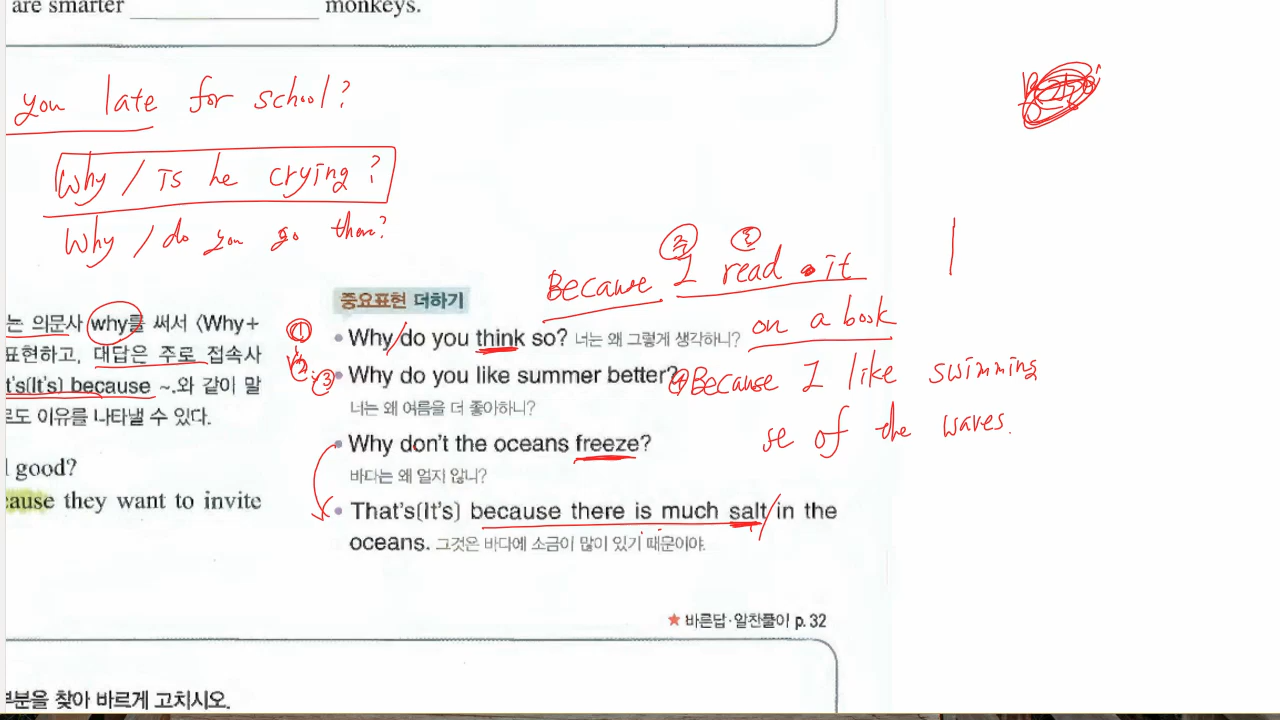 are smarter ____________ monkeys.
you late for school?
Why / is he crying?
Why / do you go there?
주 동
Because I read it
on a book
중요표현 더하기
는 의문사 why를 써서 〈Why+
표현하고, 대답은 주로 접속사
t's(It's) because ~.와 같이 말
로도 이유를 나타낼 수 있다.
good?
cause they want to invite
① • Why/do you think so? 너는 왜 그렇게 생각하니?
② ③ • Why do you like summer better?
너는 왜 여름을 더 좋아하니?
④ Because I like swimming
se of the waves.
• Why don't the oceans freeze?
바다는 왜 얼지 않니?
• That's(It's) because there is much salt/in the
oceans. 그것은 바다에 소금이 많이 있기 때문이야.
★ 바른답·알찬풀이 p. 32
부분을 찾아 바르게 고치시오.